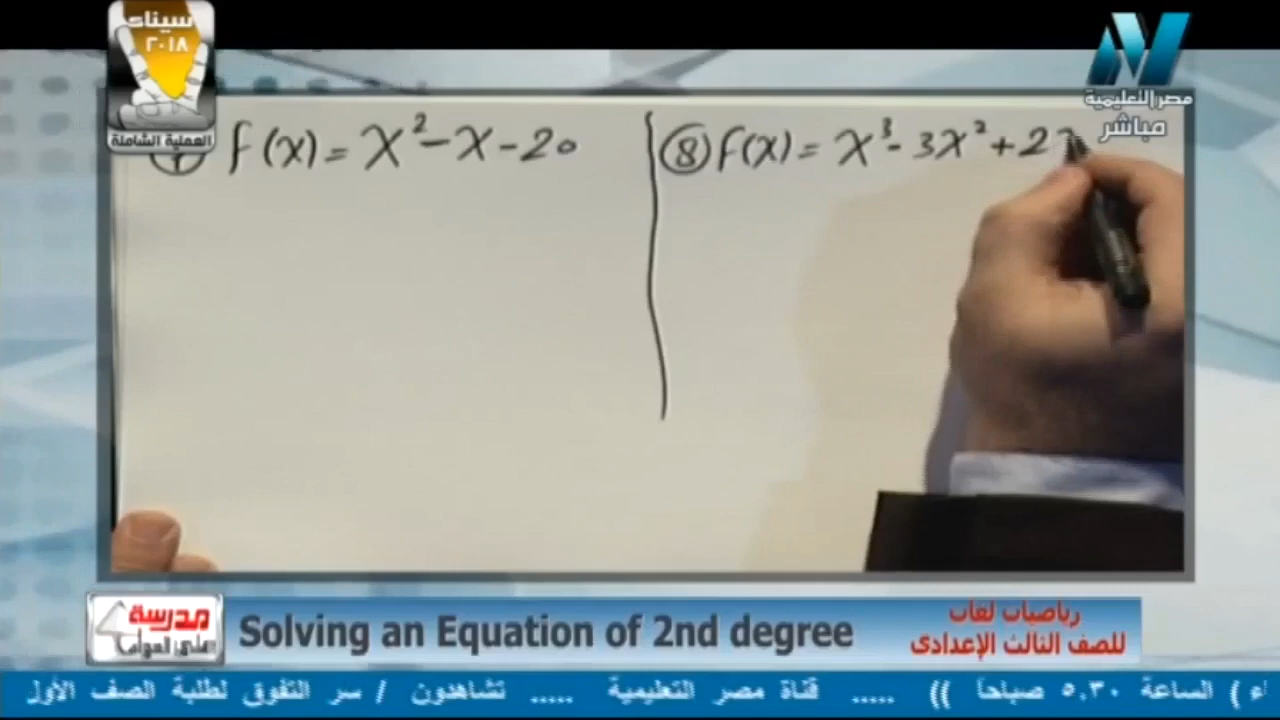 سيناء
٢٠١٨
العملية الشاملة
مصر التعليمية
مباشر
f(x) = x² - x - 20
⑧ f(x) = x³ - 3x² + 2x
مدرسة
على الهواء
Solving an Equation of 2nd degree
رياضيات لغات
للصف الثالث الإعدادى
اء ) الساعة ٥.٣٠ صباحاً (( ..... قناة مصر التعليمية ..... تشاهدون / سر التفوق لطلبة الصف الأول